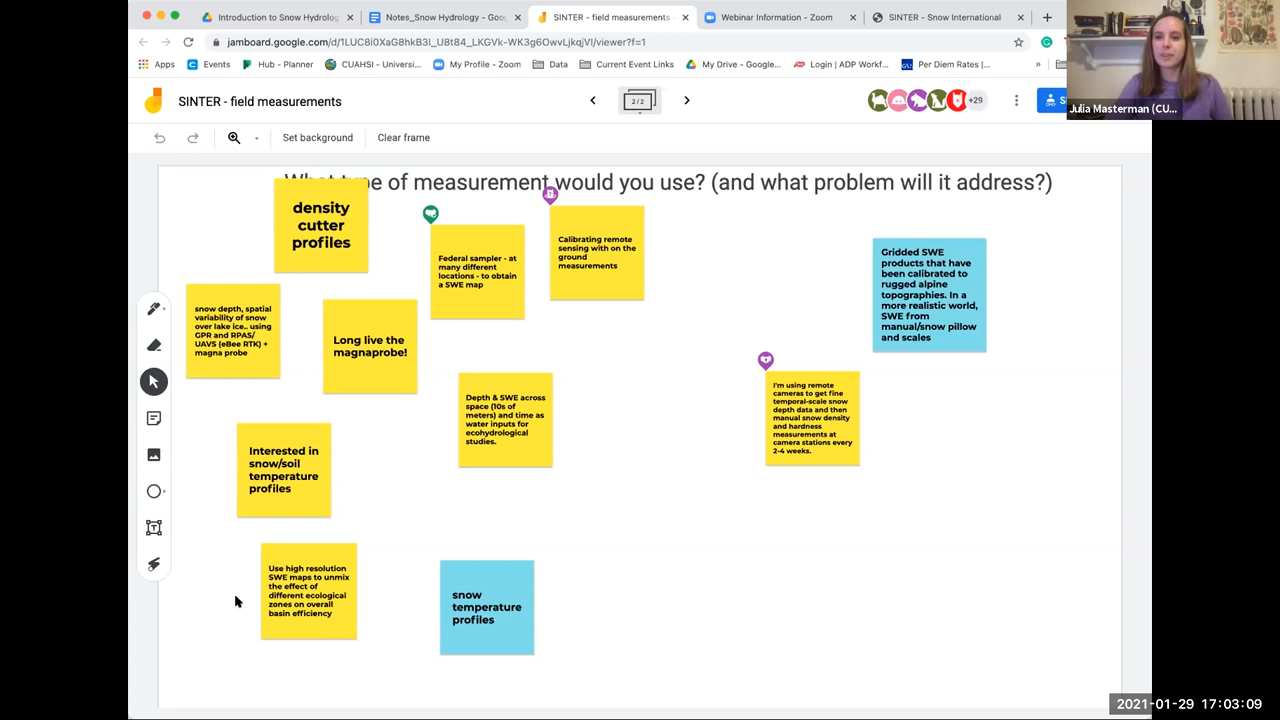 Introduction to Snow Hydrolog
Notes_Snow Hydrology - Goog
SINTER - field measurements
Webinar Information - Zoom
SINTER - Snow International
jamboard.google.com/d/1LUC8i0XaG8hkB3l_U8t84_LKGVk-WK3g6OwvLjkqjVI/viewer?f=1
Apps
Events
Hub - Planner
CUAHSI - Universi...
My Profile - Zoom
Data
Current Event Links
My Drive - Google...
Login | ADP Workf...
Per Diem Rates |...
»
Julia Masterman (CU...
SINTER - field measurements
2 / 2
+29
Set background
Clear frame
What type of measurement would you use? (and what problem will it address?)
density
cutter
profiles
Federal sampler - at
many different
locations - to obtain
a SWE map
Calibrating remote
sensing with on the
ground
measurements
Gridded SWE
products that have
been calibrated to
rugged alpine
topographies. In a
more realistic world,
SWE from
manual/snow pillow
and scales
snow depth, spatial
variability of snow
over lake ice.. using
GPR and RPAS/
UAVS (eBee RTK) +
magna probe
Long live the
magnaprobe!
Depth & SWE across
space (10s of
meters) and time as
water inputs for
ecohydrological
studies.
I'm using remote
cameras to get fine
temporal-scale snow
depth data and then
manual snow density
and hardness
measurements at
camera stations every
2-4 weeks.
Interested in
snow/soil
temperature
profiles
Use high resolution
SWE maps to unmix
the effect of
different ecological
zones on overall
basin efficiency
snow
temperature
profiles
2021-01-29 17:03:09